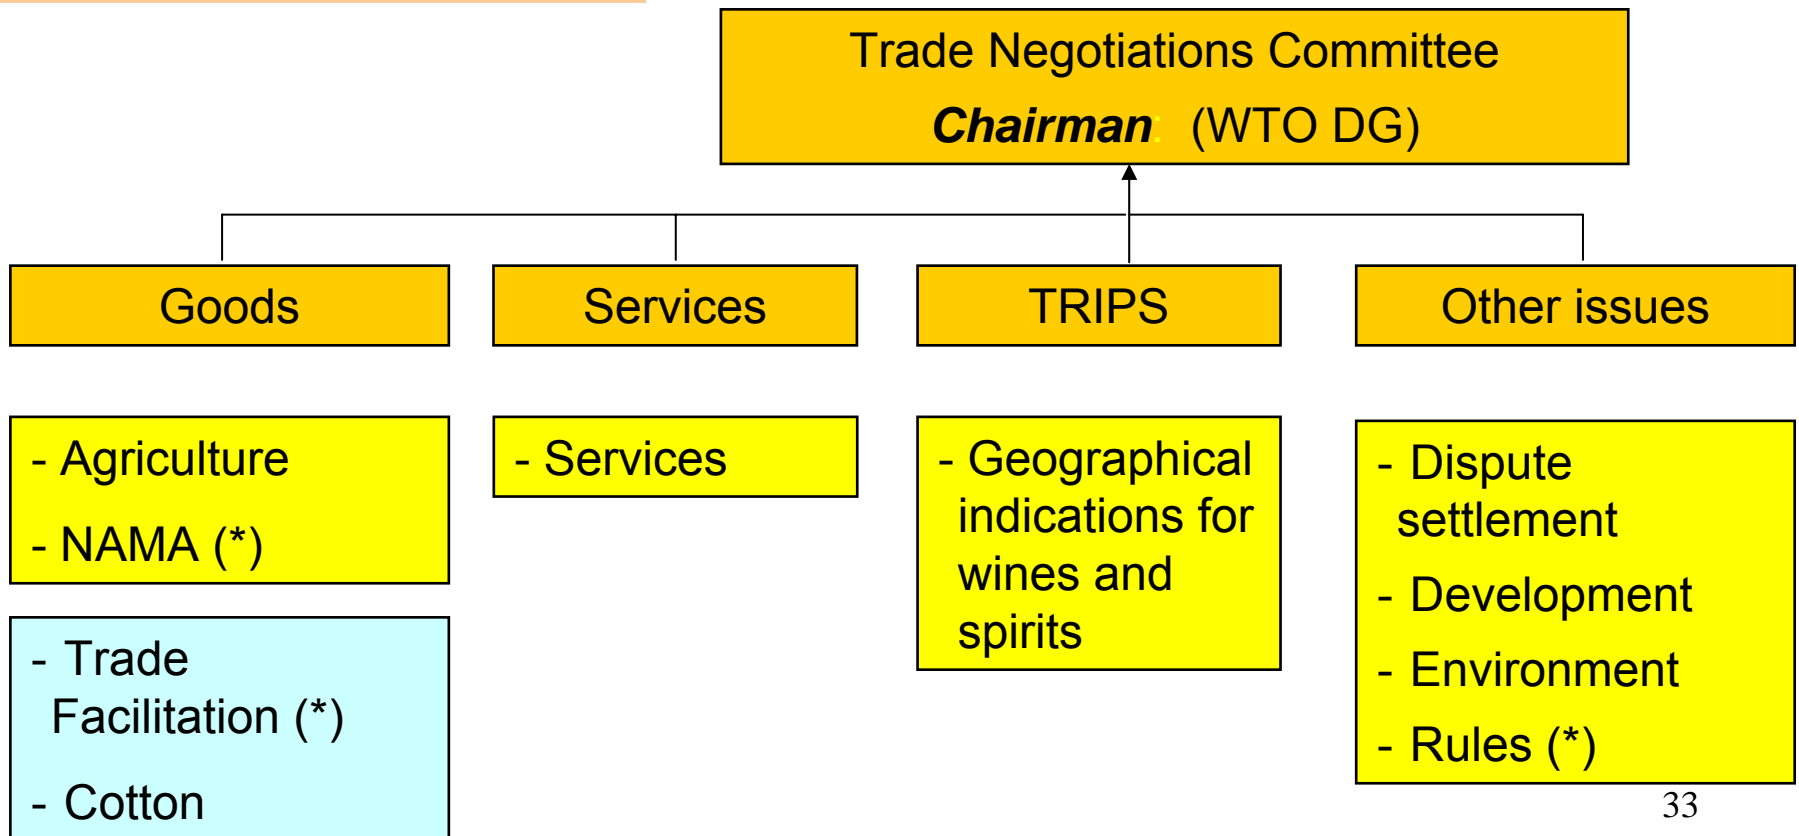 Trade Negotiations Committee
Chairman: (WTO DG)
Goods
Services
TRIPS
Other issues
- Agriculture
- NAMA (*)
- Trade
Facilitation (*)
- Cotton
- Services
- Geographical
indications for
wines and
spirits
- Dispute
settlement
- Development
- Environment
- Rules (*)
33